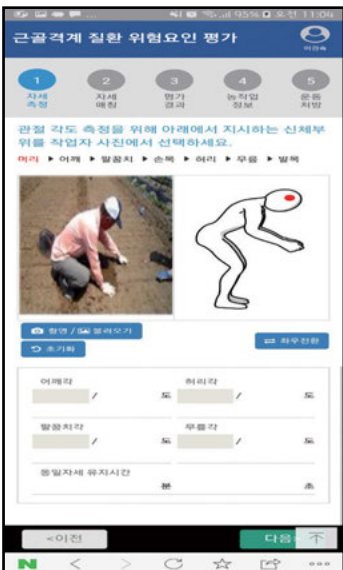 95% 오전 11:04
근골격계 질환 위험요인 평가
1 2 3 4 5
자세 측정
자세 매칭
평가 결과
농작업 정보
운동 처방
관절 각도 측정을 위해 아래에서 지시하는 신체부
위를 작업자 사진에서 선택하세요.
머리 ▶ 어깨 ▶ 팔꿈치 ▶ 손목 ▶ 허리 ▶ 무릎 ▶ 발목
촬영 / 불러오기
초기화
좌우전환
어깨각 허리각
/ 도 / 도
팔꿈치각 무릎각
/ 도 / 도
동일자세 유지시간
분 초
<이전
다음
N